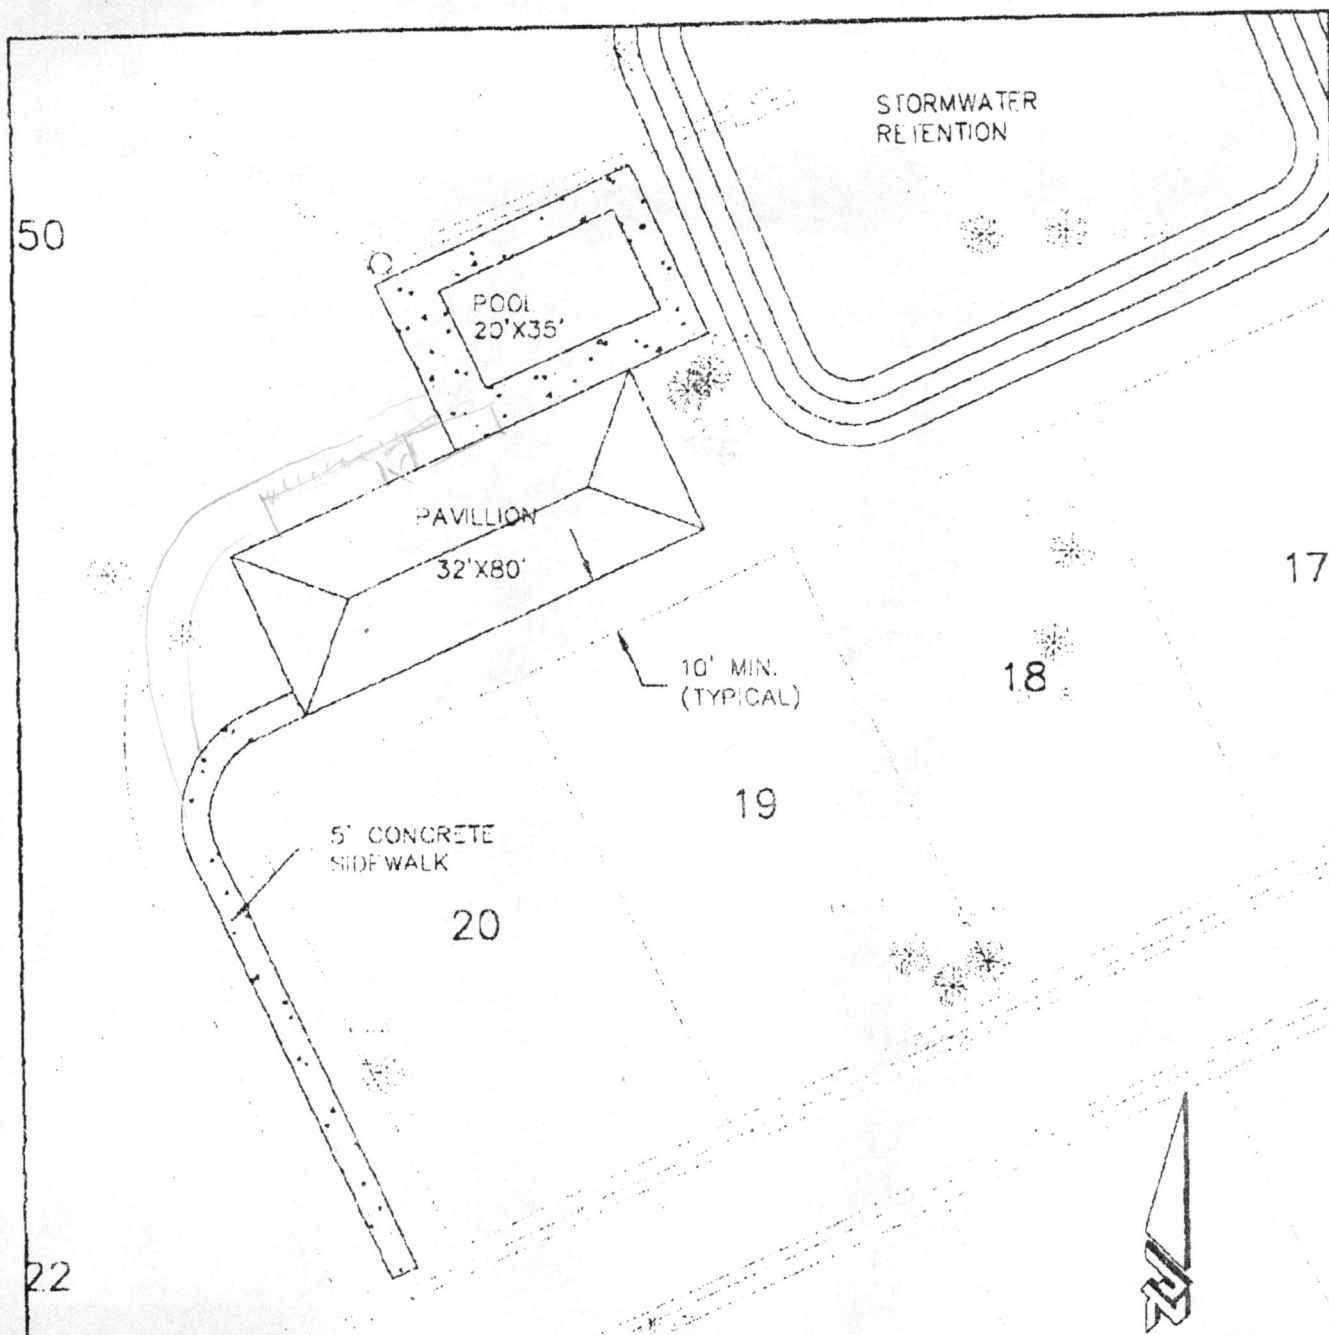 STORMWATER
RETENTION
50
POOL
20'X35'
PAVILLION
32'X80'
17
10' MIN.
(TYPICAL)
18
19
5' CONCRETE
SIDEWALK
20
22
N